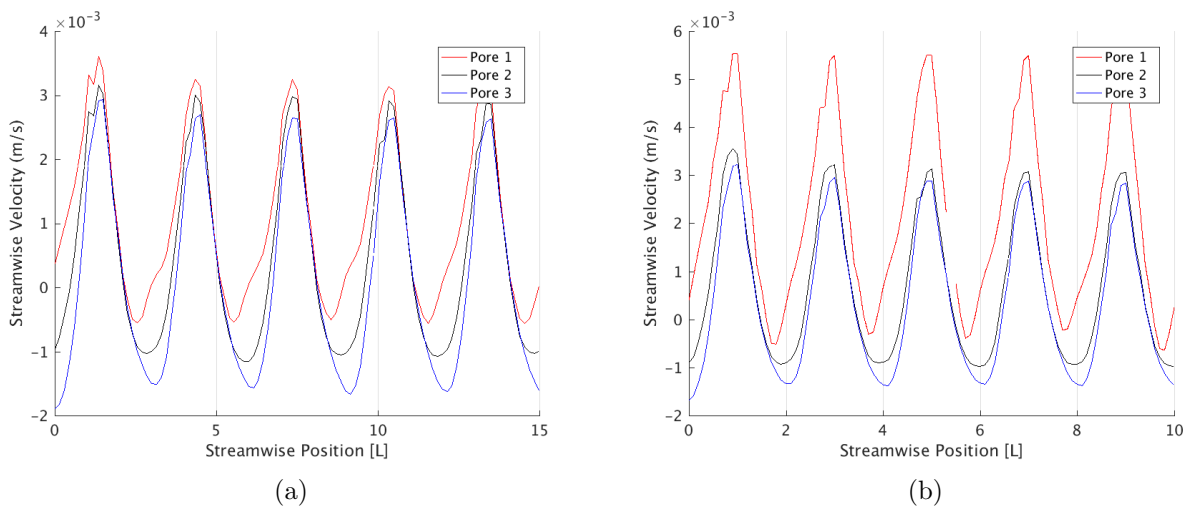 ×10⁻³
4
3
2
1
0
-1
-2
0
5
10
15
Streamwise Velocity (m/s)
Streamwise Position [L]
Pore 1
Pore 2
Pore 3
(a)
×10⁻³
6
5
4
3
2
1
0
-1
-2
0
2
4
6
8
10
Streamwise Velocity (m/s)
Streamwise Position [L]
Pore 1
Pore 2
Pore 3
(b)